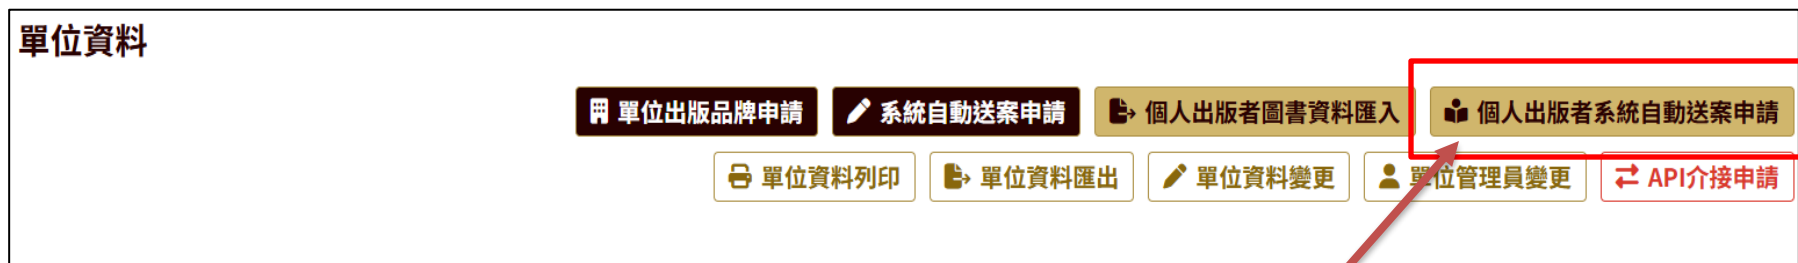 單位資料
單位出版品牌申請 系統自動送案申請 個人出版者圖書資料匯入 個人出版者系統自動送案申請
單位資料列印 單位資料匯出 單位資料變更 單位管理員變更 API介接申請